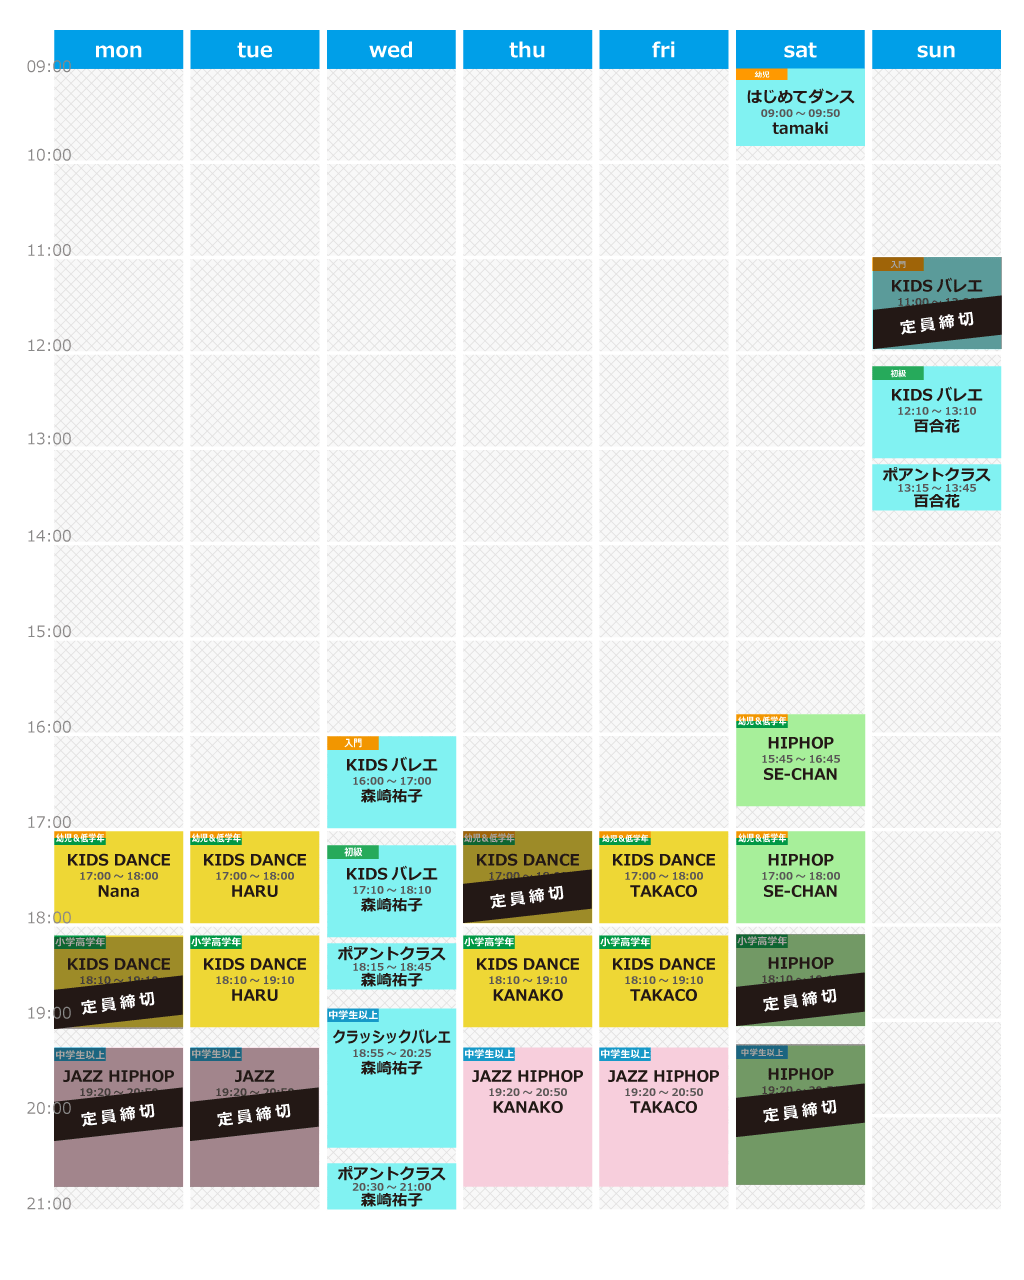 mon
tue
wed
thu
fri
sat
sun
09:00
10:00
11:00
12:00
13:00
14:00
15:00
16:00
17:00
18:00
19:00
20:00
21:00
幼児&低学年
KIDS DANCE
17:00～18:00
Nana
小学高学年
KIDS DANCE
18:10～19:10
定員締切
中学生以上
JAZZ HIPHOP
19:20～20:50
定員締切
幼児&低学年
KIDS DANCE
17:00～18:00
HARU
小学高学年
KIDS DANCE
18:10～19:10
HARU
中学生以上
JAZZ
19:20～20:50
定員締切
入門
KIDS バレエ
16:00～17:00
森崎祐子
初級
KIDS バレエ
17:10～18:10
森崎祐子
ポアントクラス
18:15～18:45
森崎祐子
中学生以上
クラッシックバレエ
18:55～20:25
森崎祐子
ポアントクラス
20:30～21:00
森崎祐子
幼児&低学年
KIDS DANCE
17:00～18:00
定員締切
小学高学年
KIDS DANCE
18:10～19:10
KANAKO
中学生以上
JAZZ HIPHOP
19:20～20:50
KANAKO
幼児&低学年
KIDS DANCE
17:00～18:00
TAKACO
小学高学年
KIDS DANCE
18:10～19:10
TAKACO
中学生以上
JAZZ HIPHOP
19:20～20:50
TAKACO
幼児
はじめてダンス
09:00～09:50
tamaki
幼児&低学年
HIPHOP
15:45～16:45
SE-CHAN
幼児&低学年
HIPHOP
17:00～18:00
SE-CHAN
小学高学年
HIPHOP
18:10～
定員締切
中学生以上
HIPHOP
19:20～
定員締切
入門
KIDS バレエ
11:00～
定員締切
初級
KIDS バレエ
12:10～13:10
百合花
ポアントクラス
13:15～13:45
百合花